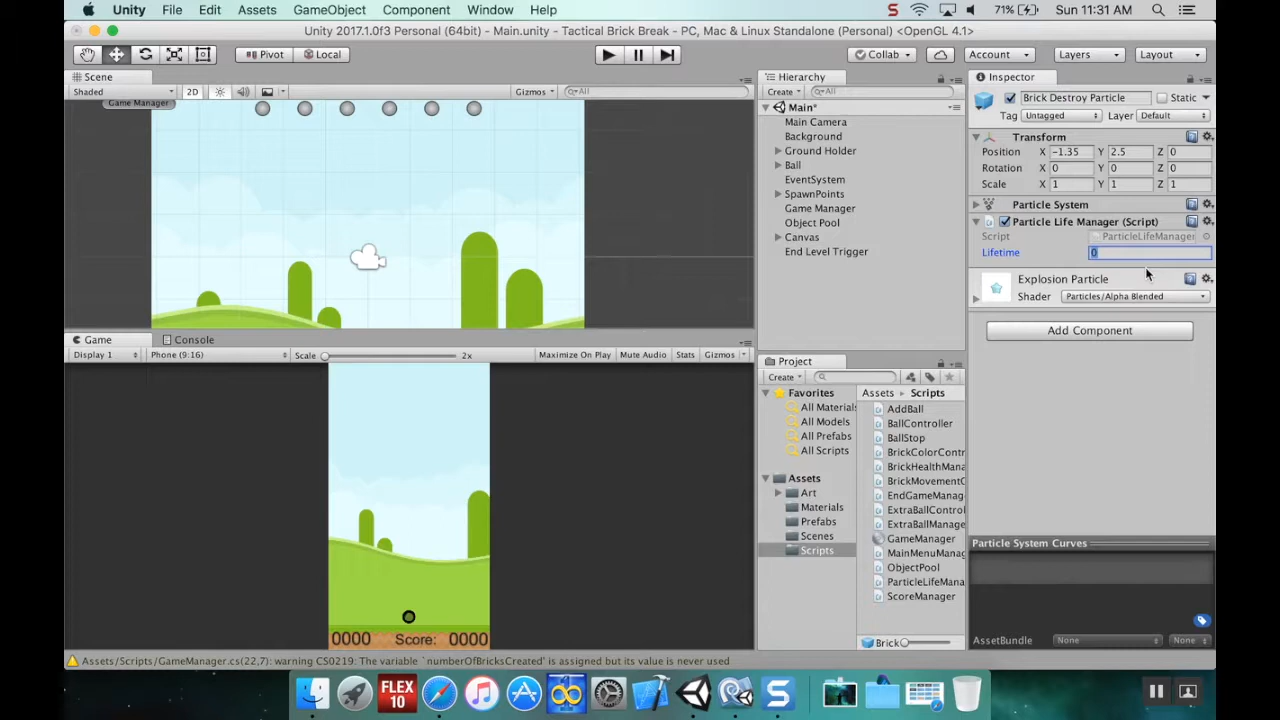 Unity File Edit Assets GameObject Component Window Help S 71% Sun 11:31 AM
Unity 2017.1.0f3 Personal (64bit) - Main.unity - Tactical Brick Break - PC, Mac & Linux Standalone (Personal) <OpenGL 4.1>
Pivot Local Collab Account Layers Layout
Scene
Shaded 2D Gizmos All
Game Manager
Hierarchy
Create All
Main*
Main Camera
Background
Ground Holder
Ball
EventSystem
SpawnPoints
Game Manager
Object Pool
Canvas
End Level Trigger
Inspector
Brick Destroy Particle Static
Tag Untagged Layer Default
Transform
Position X -1.35 Y 2.5 Z 0
Rotation X 0 Y 0 Z 0
Scale X 1 Y 1 Z 1
Particle System
Particle Life Manager (Script)
Script ParticleLifeManager
Lifetime 0
Explosion Particle
Shader Particles/Alpha Blended
Add Component
Game Console
Display 1 Phone (9:16) Scale 2x Maximize On Play Mute Audio Stats Gizmos
0000 Score: 0000
Project
Create
Favorites
All Materials
All Models
All Prefabs
All Scripts
Assets
Art
Materials
Prefabs
Scenes
Scripts
Assets Scripts
AddBall
BallController
BallStop
BrickColorContr
BrickHealthMana
BrickMovementC
EndGameManag
ExtraBallContro
ExtraBallManage
GameManager
MainMenuManag
ObjectPool
ParticleLifeMana
ScoreManager
Brick
Particle System Curves
AssetBundle None None
Assets/Scripts/GameManager.cs(22,7): warning CS0219: The variable `numberOfBricksCreated' is assigned but its value is never used
FLEX
10
S